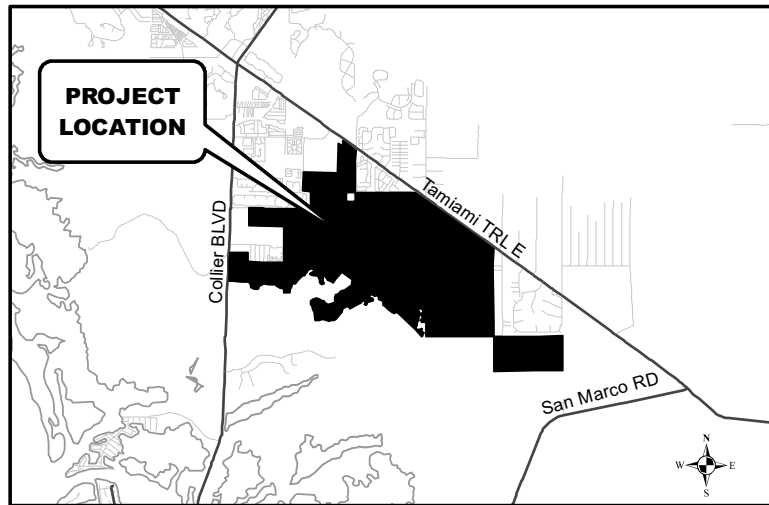 PROJECT
LOCATION
Tamiami TRL E
Collier BLVD
San Marco RD
N
W E
S